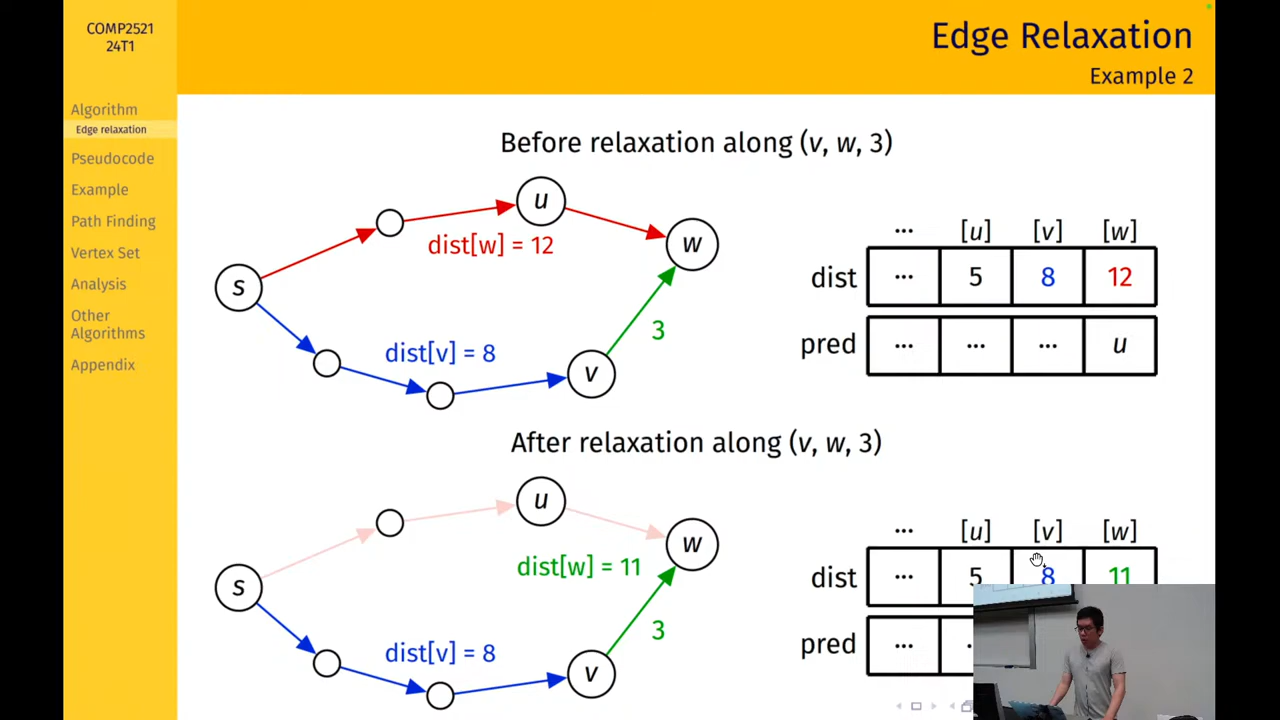 COMP2521
24T1
Algorithm
Edge relaxation
Pseudocode
Example
Path Finding
Vertex Set
Analysis
Other
Algorithms
Appendix
Edge Relaxation
Example 2
Before relaxation along (v, w, 3)
u
dist[w] = 12
w
s
3
dist[v] = 8
v
... [u] [v] [w]
dist ... 5 8 12
pred ... ... ... u
After relaxation along (v, w, 3)
u
w
dist[w] = 11
s
3
dist[v] = 8
v
... [u] [v] [w]
dist ... 5 8 11
pred ...